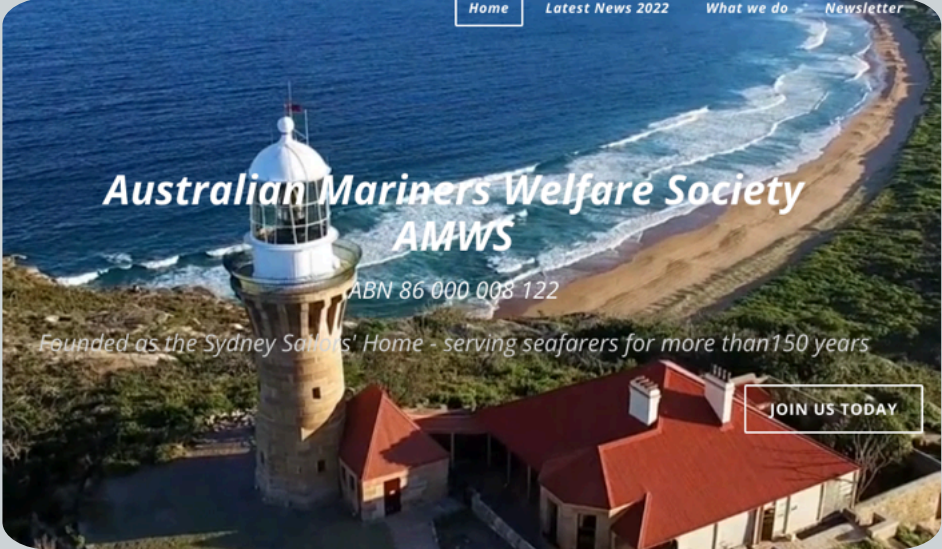 Home Latest News 2022 What we do Newsletter
Australian Mariners Welfare Society
AMWS
ABN 86 000 008 122
Founded as the Sydney Sailors' Home - serving seafarers for more than150 years
JOIN US TODAY